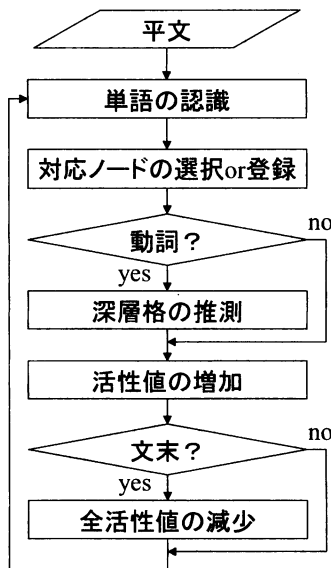 平文
単語の認識
対応ノードの選択or登録
動詞？
no
yes
深層格の推測
活性値の増加
文末？
no
yes
全活性値の減少